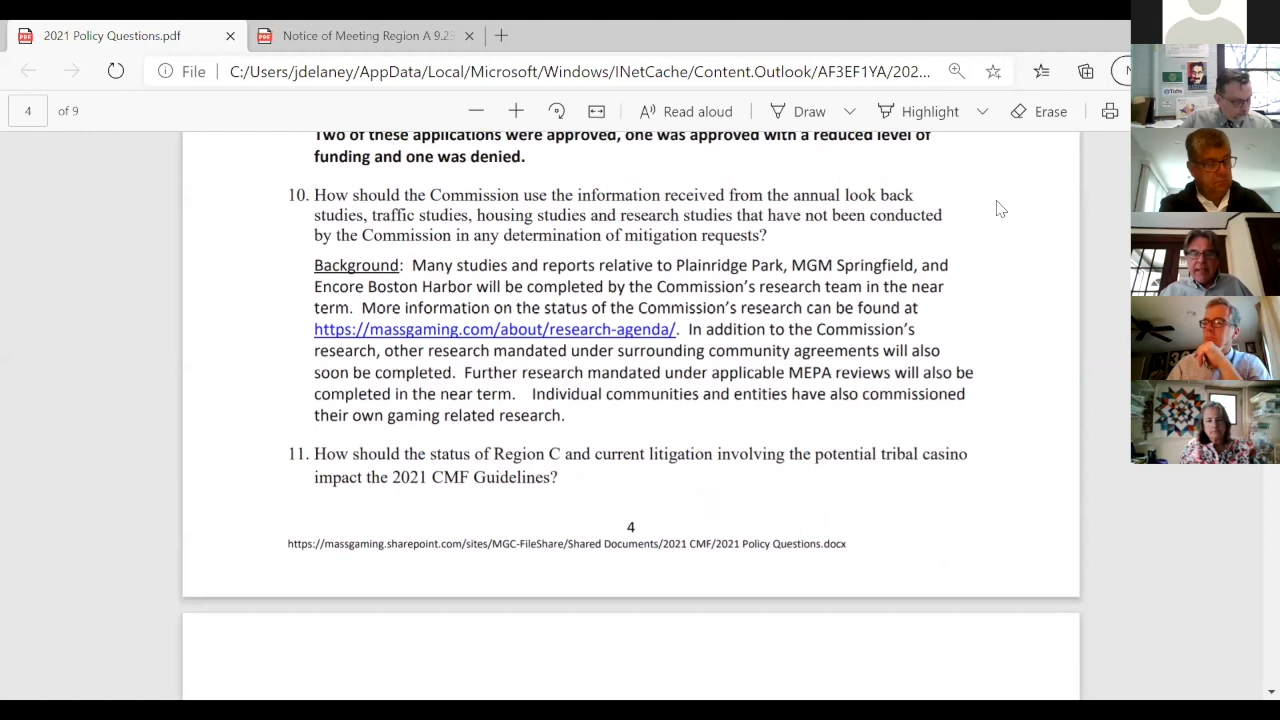 2021 Policy Questions.pdf
Notice of Meeting Region A 9.23
File C:/Users/jdelaney/AppData/Local/Microsoft/Windows/INetCache/Content.Outlook/AF3EF1YA/202...
4 of 9 Read aloud Draw Highlight Erase
Two of these applications were approved, one was approved with a reduced level of
funding and one was denied.
10. How should the Commission use the information received from the annual look back
studies, traffic studies, housing studies and research studies that have not been conducted
by the Commission in any determination of mitigation requests?
Background: Many studies and reports relative to Plainridge Park, MGM Springfield, and
Encore Boston Harbor will be completed by the Commission’s research team in the near
term. More information on the status of the Commission’s research can be found at
https://massgaming.com/about/research-agenda/. In addition to the Commission’s
research, other research mandated under surrounding community agreements will also
soon be completed. Further research mandated under applicable MEPA reviews will also be
completed in the near term. Individual communities and entities have also commissioned
their own gaming related research.
11. How should the status of Region C and current litigation involving the potential tribal casino
impact the 2021 CMF Guidelines?
4
https://massgaming.sharepoint.com/sites/MGC-FileShare/Shared Documents/2021 CMF/2021 Policy Questions.docx
Tufts